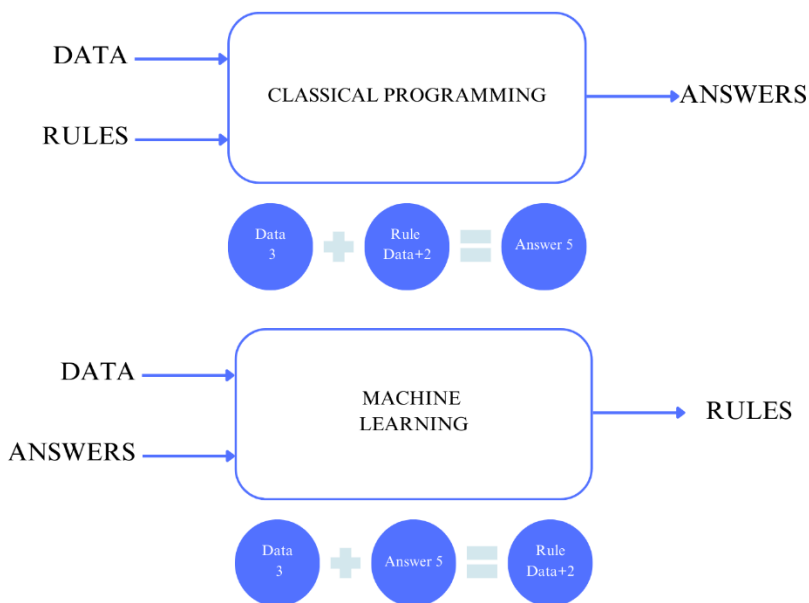 DATA
CLASSICAL PROGRAMMING
ANSWERS
RULES
Data
3
Rule
Data+2
Answer 5
DATA
MACHINE
LEARNING
RULES
ANSWERS
Data
3
Answer 5
Rule
Data+2